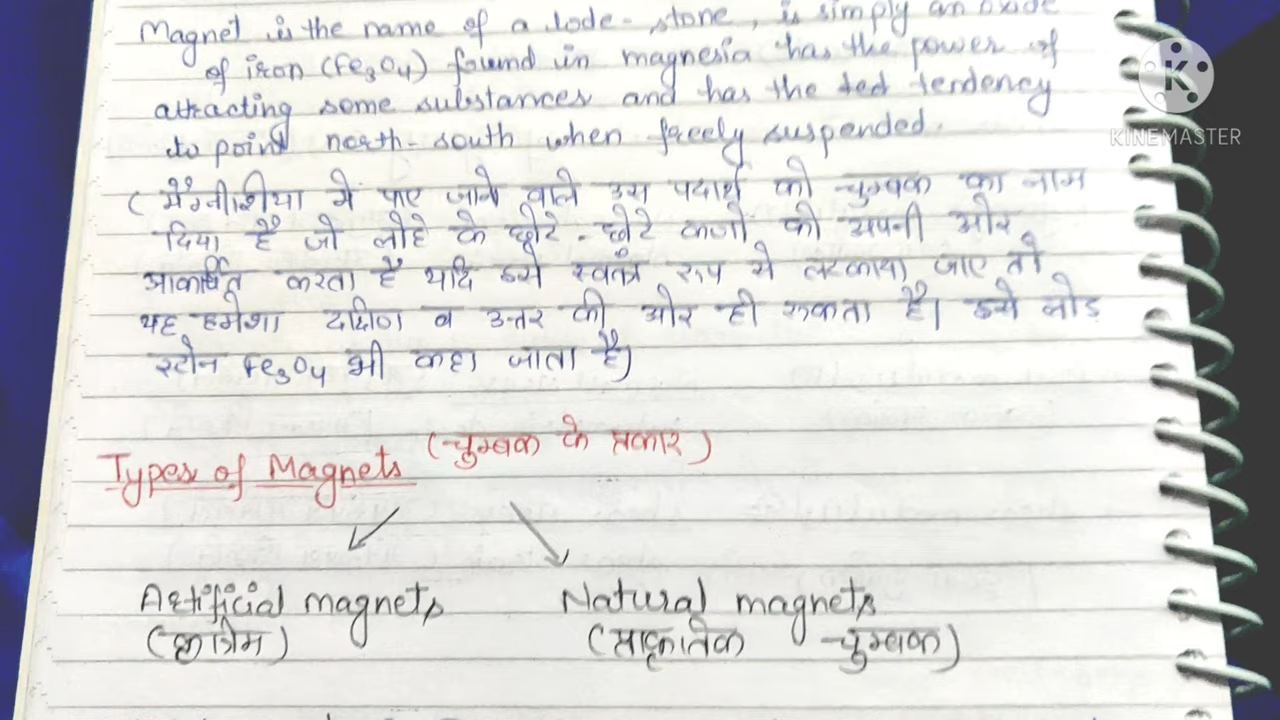 Magnet is the name of a lode-stone, is simply an oxide
of iron (Fe3O4) found in magnesia has the power of
attracting some substances and has the ted tendency
to point north-south when freely suspended.
( मैग्नीशिया में पाए जाने वाले उस पदार्थ को चुम्बक का नाम
दिया है जो लोहे के छोटे-छोटे कणो को अपनी ओर
आकर्षित करता है यदि इसे स्वतंत्र रूप से लटकाया जाए तो
यह हमेशा दक्षिण व उत्तर की ओर ही रुकता है। इसे लोड
स्टोन Fe3O4 भी कहा जाता है)
Types of Magnets (चुम्बक के प्रकार)
Artificial magnets Natural magnets
(कृत्रिम) (प्राकृतिक चुम्बक)
K
KINEMASTER